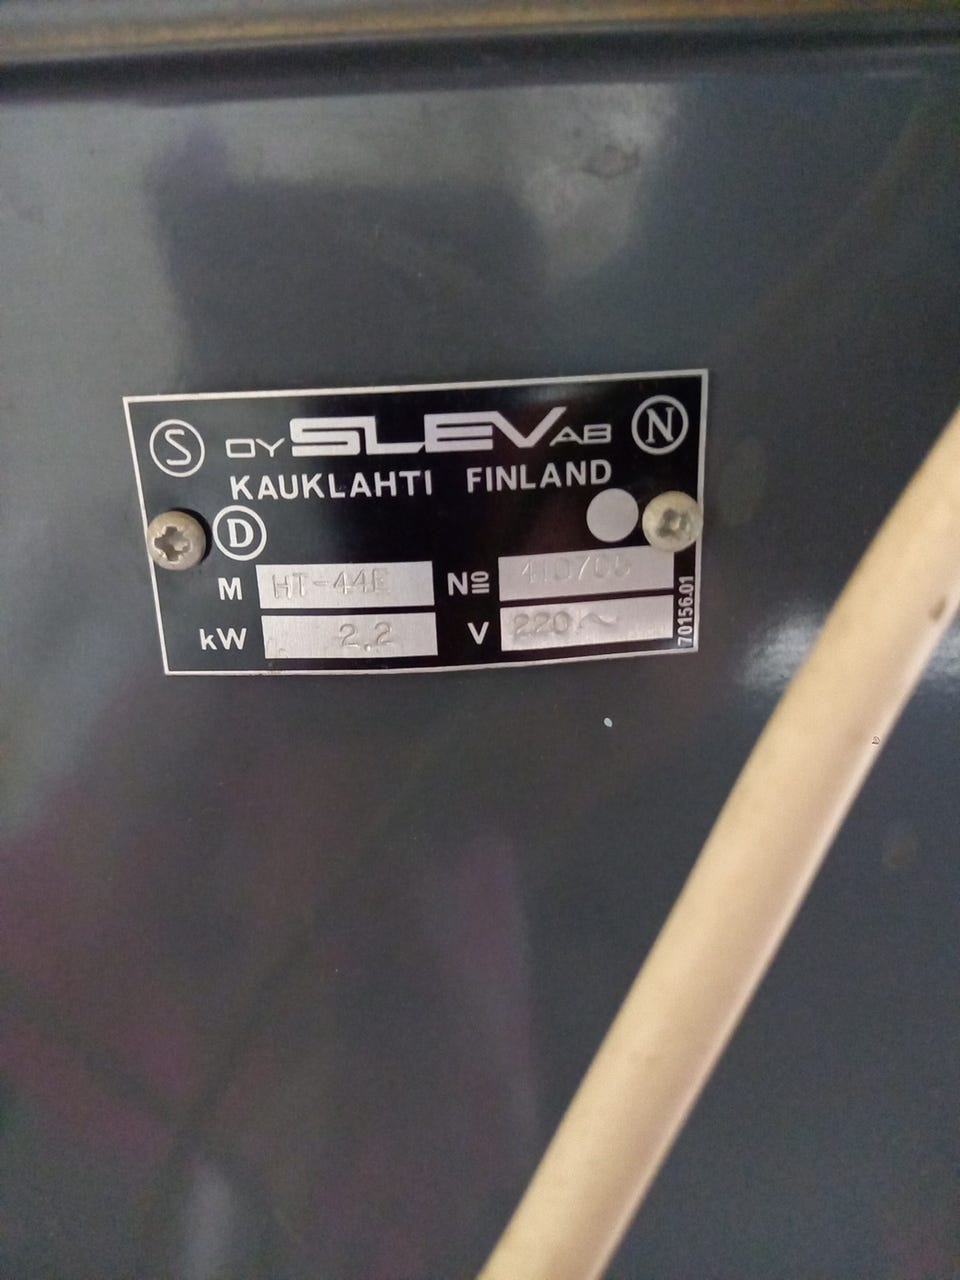 S OY SLEV AB N
KAUKLAHTI FINLAND
D
M HT-44E Nº
kW 2.2 V 220 ~
70156.01